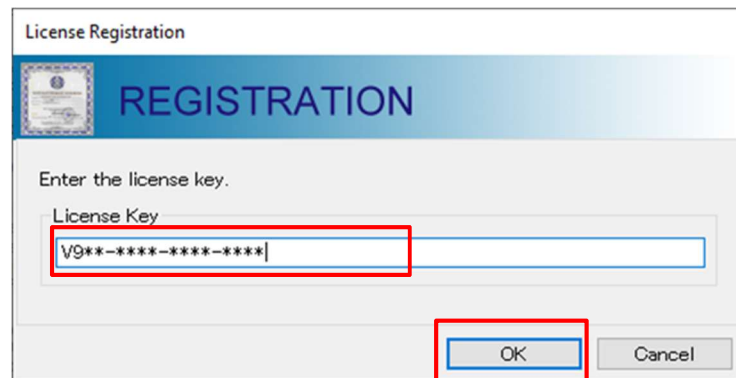 License Registration
REGISTRATION
Enter the license key.
License Key
V9**-****-****-****
OK Cancel